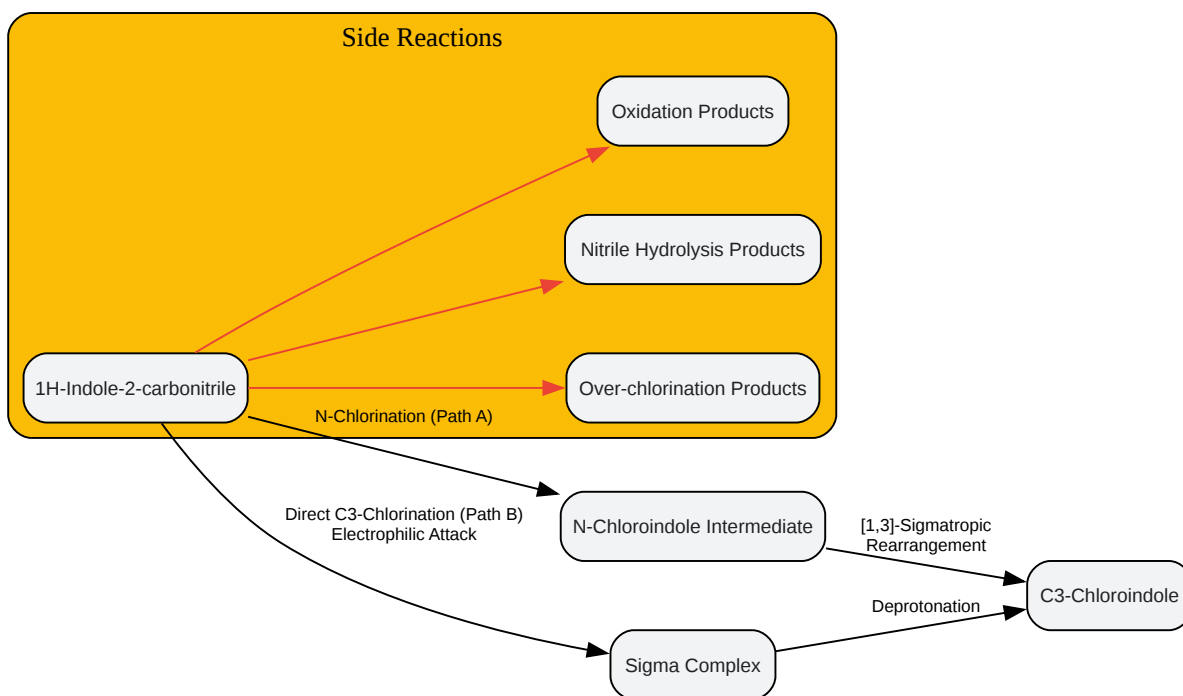 Side Reactions
Oxidation Products
Nitrile Hydrolysis Products
1H-Indole-2-carbonitrile
Over-chlorination Products
N-Chlorination (Path A)
Direct C3-Chlorination (Path B)
Electrophilic Attack
N-Chloroindole Intermediate
[1,3]-Sigmatropic
Rearrangement
C3-Chloroindole
Deprotonation
Sigma Complex